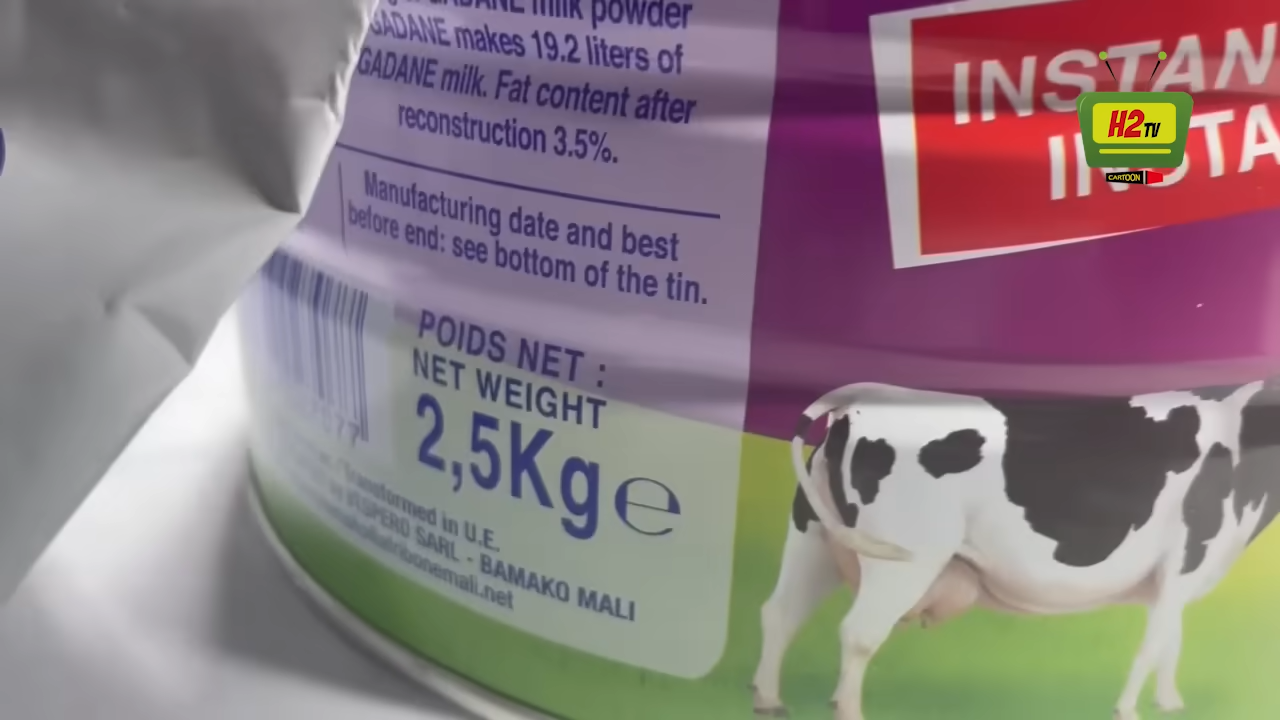 GADANE milk powder
GADANE makes 19.2 liters of
GADANE milk. Fat content after
reconstruction 3.5%.
Manufacturing date and best
before end: see bottom of the tin.
POIDS NET :
NET WEIGHT
2,5Kg e
Transformed in U.E.
VESPERO SARL - BAMAKO MALI
INSTAN
INSTA
H2TV
CARTOON